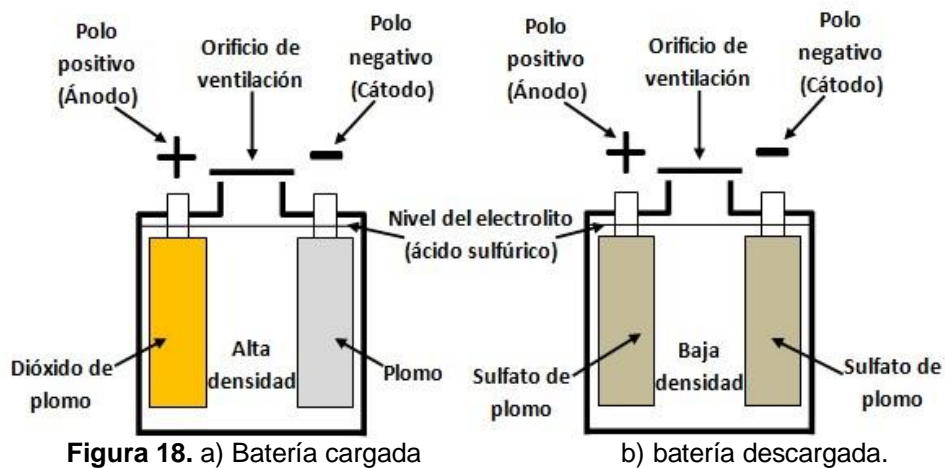 Polo
positivo
(Ánodo)
Orificio de
ventilación
Polo
negativo
(Cátodo)
Polo
positivo
(Ánodo)
Orificio de
ventilación
Polo
negativo
(Cátodo)
Nivel del electrolito
(ácido sulfúrico)
Dióxido de
plomo
Alta
densidad
Plomo
Sulfato de
plomo
Baja
densidad
Sulfato de
plomo
Figura 18. a) Batería cargada
b) batería descargada.